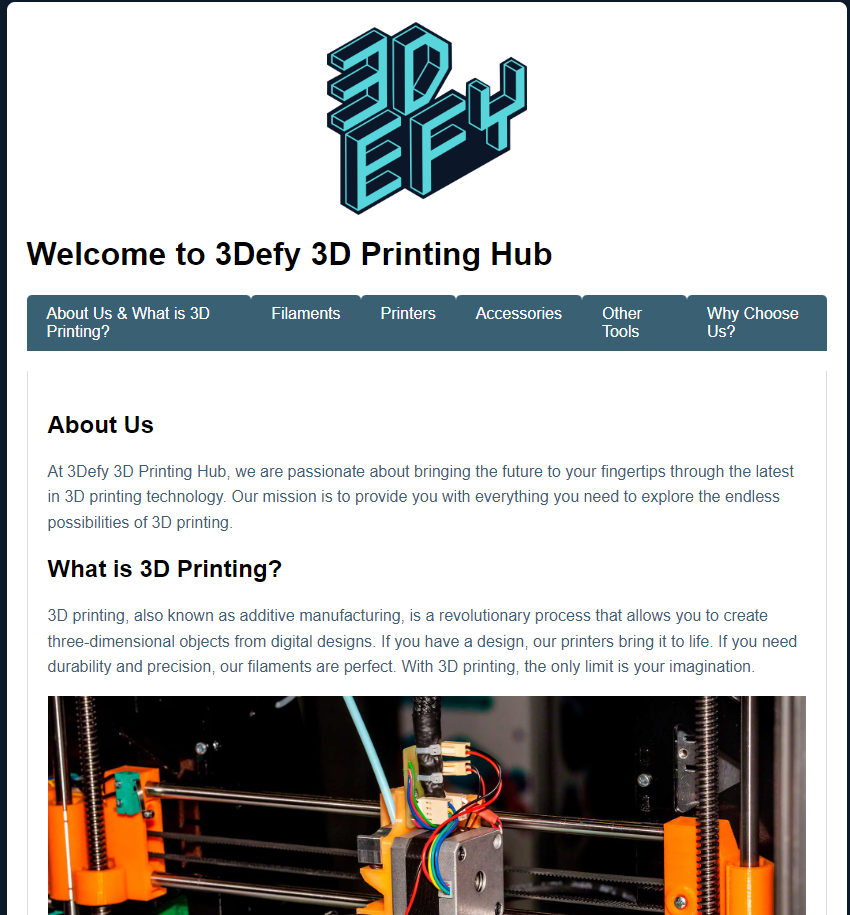 3D
EFY
Welcome to 3Defy 3D Printing Hub
About Us & What is 3D
Printing?
Filaments
Printers
Accessories
Other
Tools
Why Choose
Us?
About Us
At 3Defy 3D Printing Hub, we are passionate about bringing the future to your fingertips through the latest
in 3D printing technology. Our mission is to provide you with everything you need to explore the endless
possibilities of 3D printing.
What is 3D Printing?
3D printing, also known as additive manufacturing, is a revolutionary process that allows you to create
three-dimensional objects from digital designs. If you have a design, our printers bring it to life. If you need
durability and precision, our filaments are perfect. With 3D printing, the only limit is your imagination.